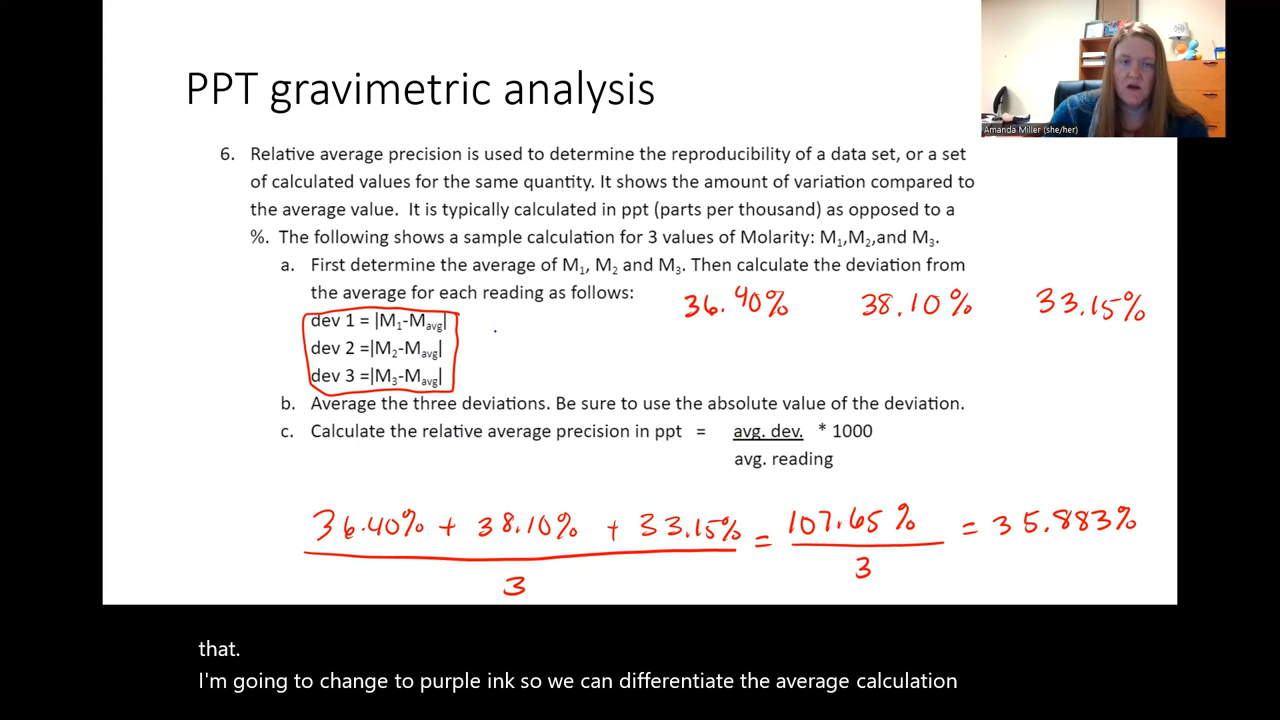 PPT gravimetric analysis
Amanda Miller (she/her)
6. Relative average precision is used to determine the reproducibility of a data set, or a set
of calculated values for the same quantity. It shows the amount of variation compared to
the average value. It is typically calculated in ppt (parts per thousand) as opposed to a
%. The following shows a sample calculation for 3 values of Molarity: M₁,M₂,and M₃.
a. First determine the average of M₁, M₂ and M₃. Then calculate the deviation from
the average for each reading as follows:
36.40% 38.10% 33.15%
dev 1 = |M₁-Mavg|
dev 2 =|M₂-Mavg|
dev 3 =|M₃-Mavg|
b. Average the three deviations. Be sure to use the absolute value of the deviation.
c. Calculate the relative average precision in ppt = avg. dev. * 1000
avg. reading
36.40% + 38.10% + 33.15% = 107.65% = 35.883%
3 3
that.
I'm going to change to purple ink so we can differentiate the average calculation